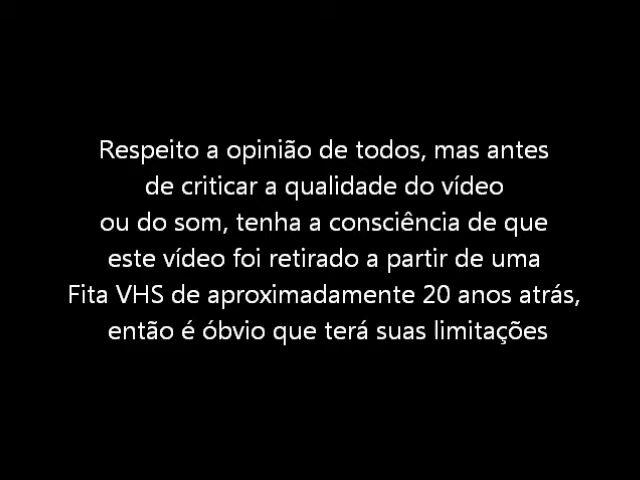 Respeito a opinião de todos, mas antes
de criticar a qualidade do vídeo
ou do som, tenha a consciência de que
este vídeo foi retirado a partir de uma
Fita VHS de aproximadamente 20 anos atrás,
então é óbvio que terá suas limitações